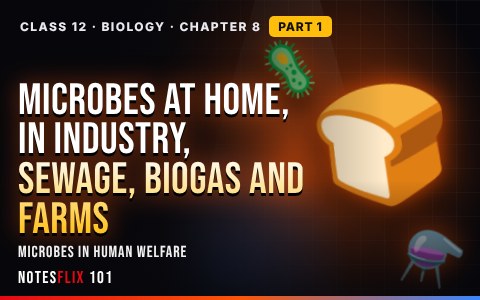 CLASS 12 · BIOLOGY · CHAPTER 8 PART 1
MICROBES AT HOME,
IN INDUSTRY,
SEWAGE, BIOGAS AND
FARMS
MICROBES IN HUMAN WELFARE
NOTESFLIX 101